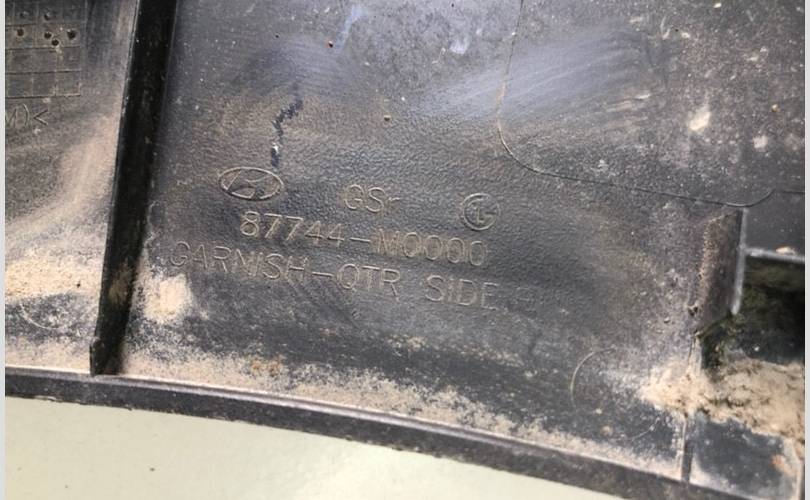 GSr
L
87744-M0000
GARNISH-QTR SIDE
M)<